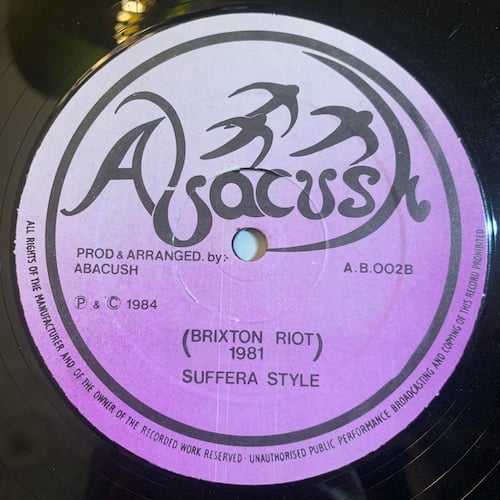 Abacush
PROD & ARRANGED. by:-
ABACUSH
A.B.002B
Ⓟ & © 1984
(BRIXTON RIOT)
1981
SUFFERA STYLE
ALL RIGHTS OF THE MANUFACTURER AND OF THE OWNER OF THE RECORDED WORK RESERVED · UNAUTHORISED PUBLIC PERFORMANCE BROADCASTING AND COPYING OF THIS RECORD PROHIBITED